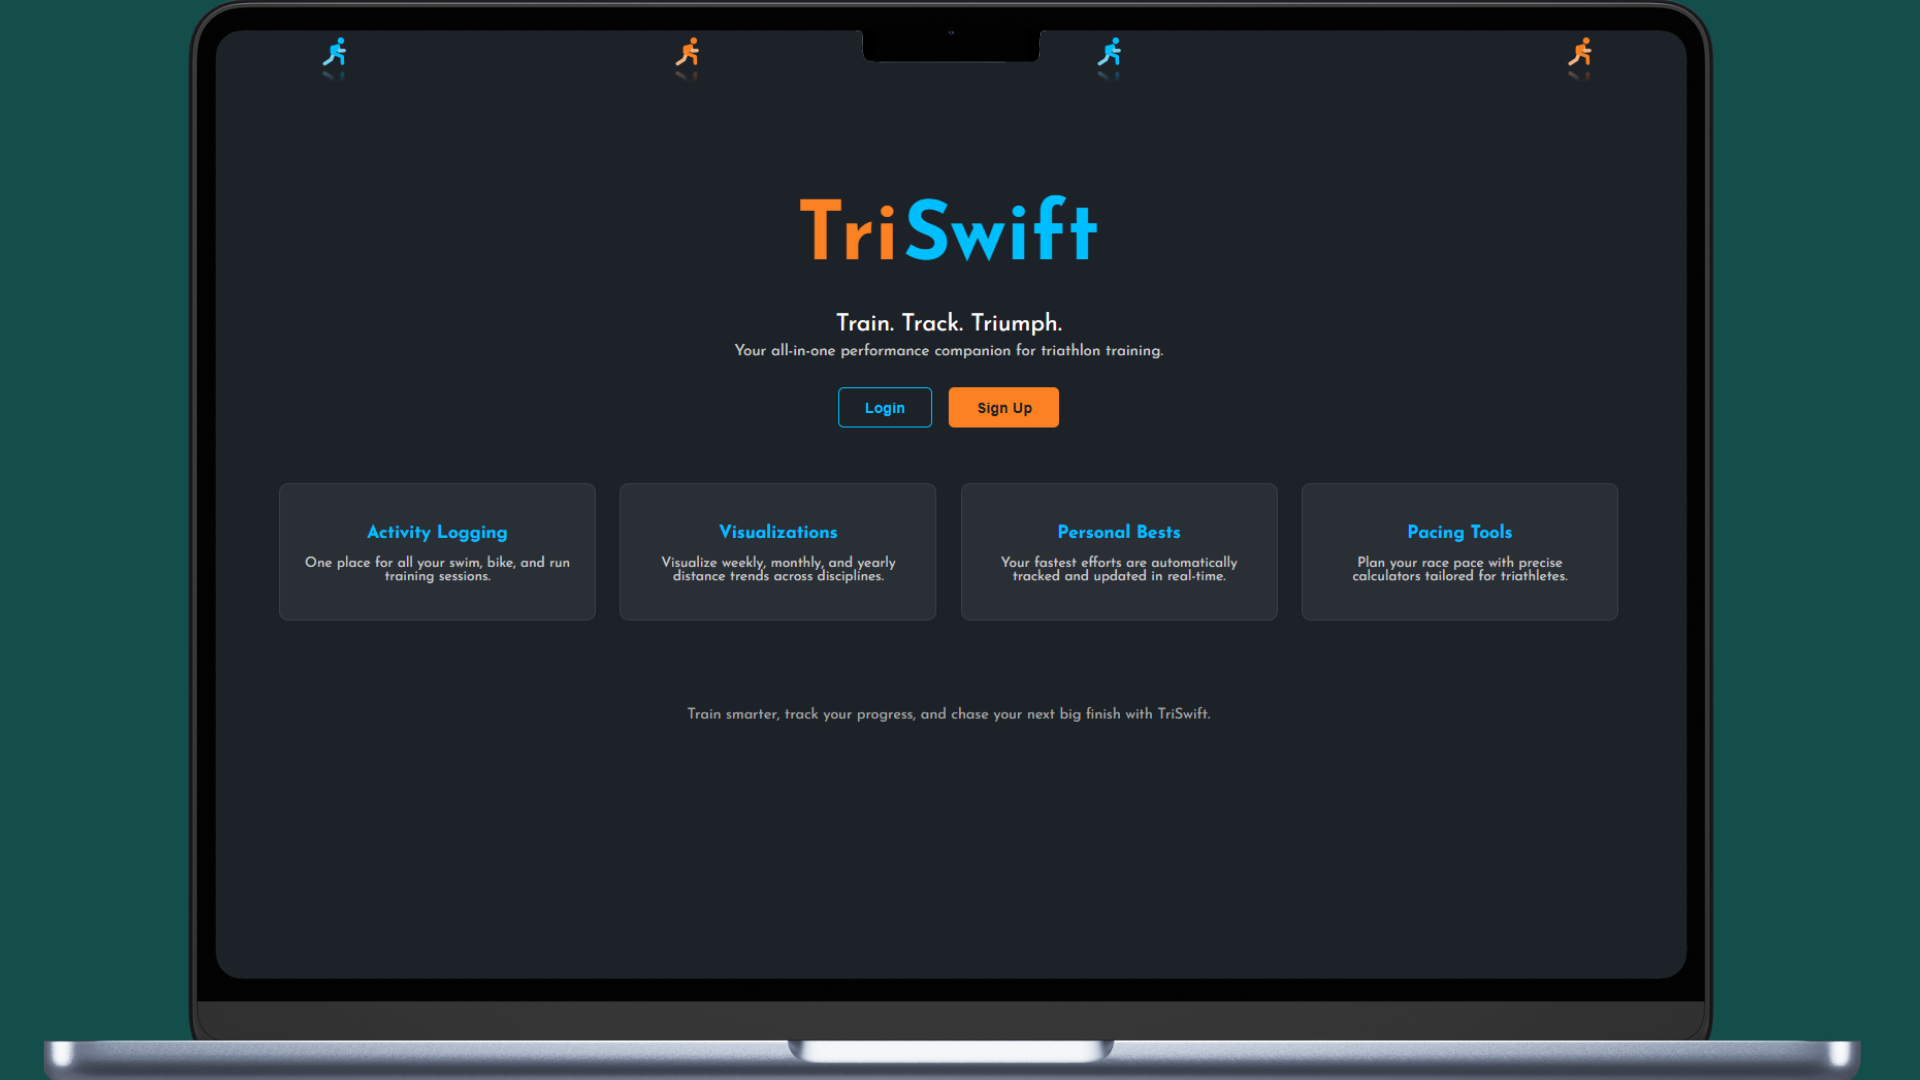 TriSwift
Train. Track. Triumph.
Your all-in-one performance companion for triathlon training.
Login
Sign Up
Activity Logging
One place for all your swim, bike, and run
training sessions.
Visualizations
Visualize weekly, monthly, and yearly
distance trends across disciplines.
Personal Bests
Your fastest efforts are automatically
tracked and updated in real-time.
Pacing Tools
Plan your race pace with precise
calculators tailored for triathletes.
Train smarter, track your progress, and chase your next big finish with TriSwift.